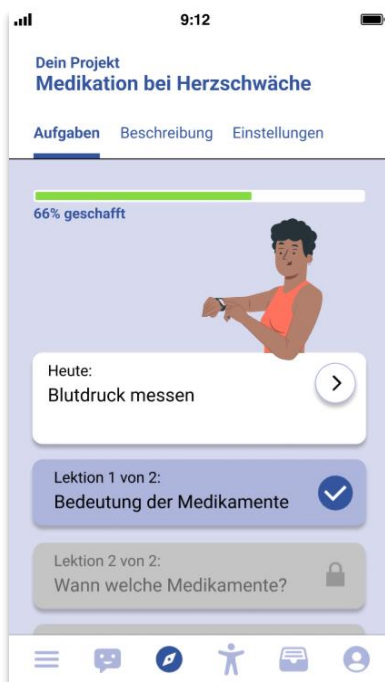 9:12
Dein Projekt
Medikation bei Herzschwäche
Aufgaben Beschreibung Einstellungen
66% geschafft
Heute:
Blutdruck messen
Lektion 1 von 2:
Bedeutung der Medikamente
Lektion 2 von 2:
Wann welche Medikamente?